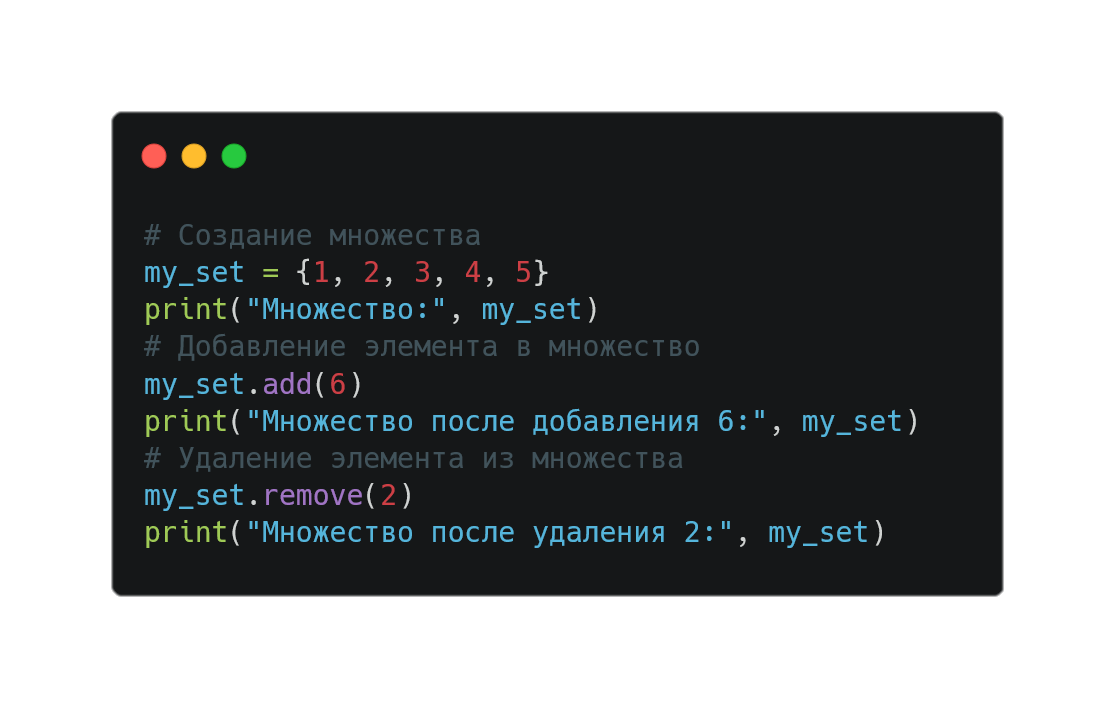 # Создание множества
my_set = {1, 2, 3, 4, 5}
print("Множество:", my_set)
# Добавление элемента в множество
my_set.add(6)
print("Множество после добавления 6:", my_set)
# Удаление элемента из множества
my_set.remove(2)
print("Множество после удаления 2:", my_set)